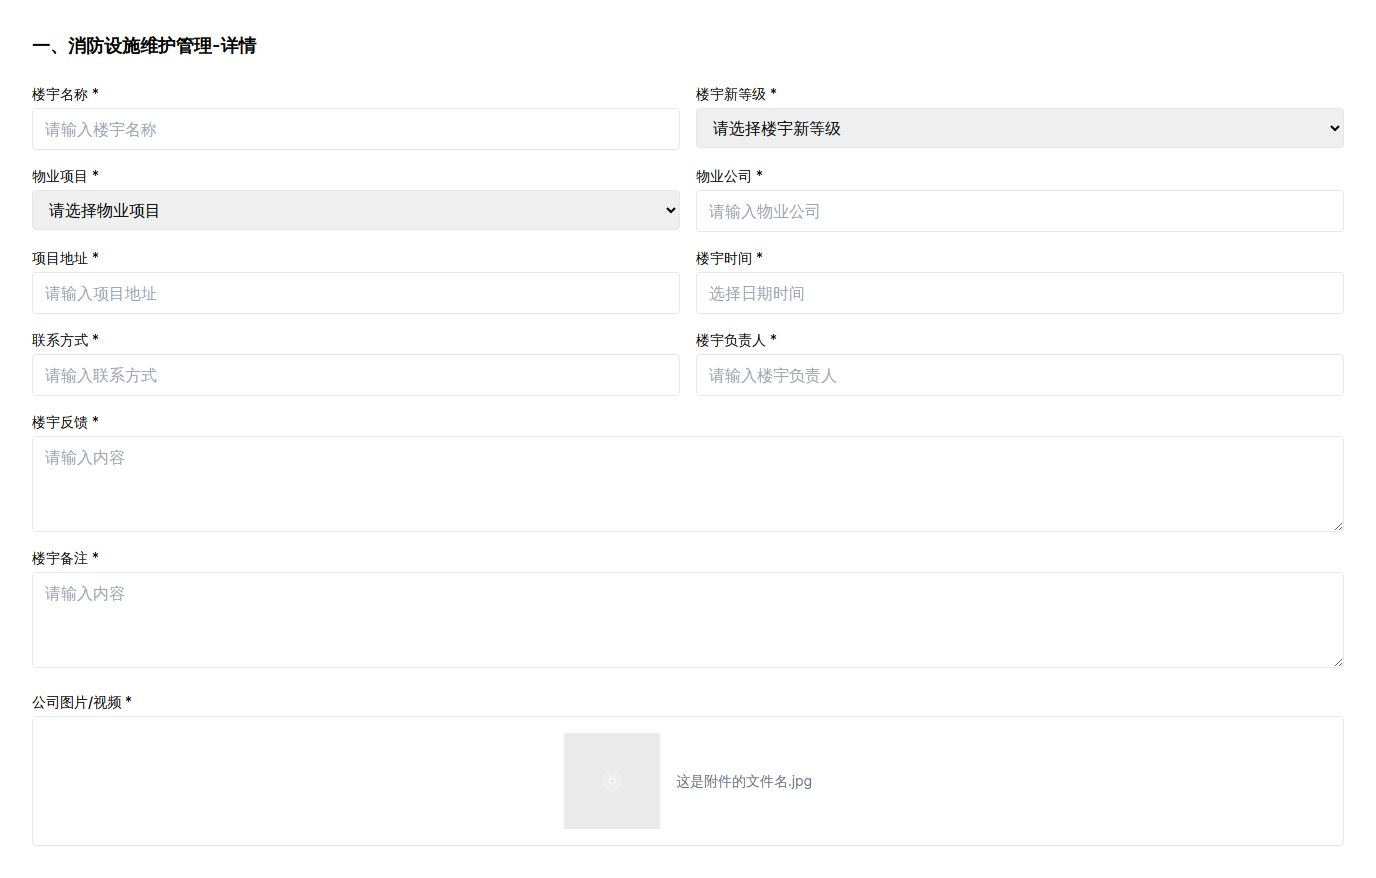 一、消防设施维护管理-详情
楼宇名称 *
请输入楼宇名称
楼宇新等级 *
请选择楼宇新等级
物业项目 *
请选择物业项目
物业公司 *
请输入物业公司
项目地址 *
请输入项目地址
楼宇时间 *
选择日期时间
联系方式 *
请输入联系方式
楼宇负责人 *
请输入楼宇负责人
楼宇反馈 *
请输入内容
楼宇备注 *
请输入内容
公司图片/视频 *
这是附件的文件名.jpg